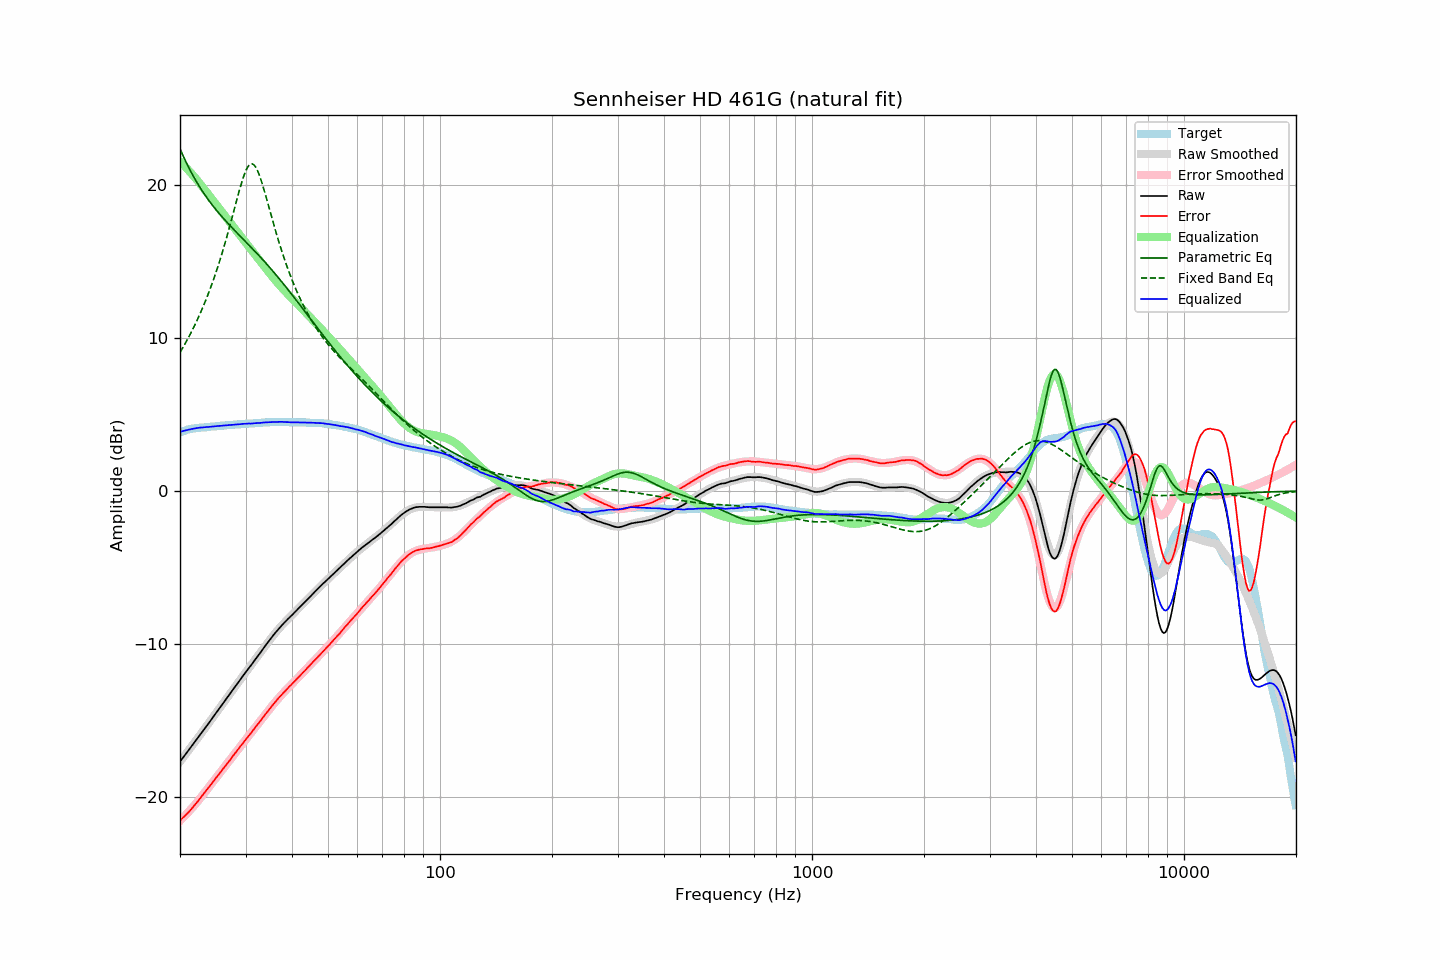 Sennheiser HD 461G (natural fit)
Target
Raw Smoothed
Error Smoothed
Raw
Error
Equalization
Parametric Eq
Fixed Band Eq
Equalized
20
10
0
−10
−20
Amplitude (dBr)
100
1000
10000
Frequency (Hz)